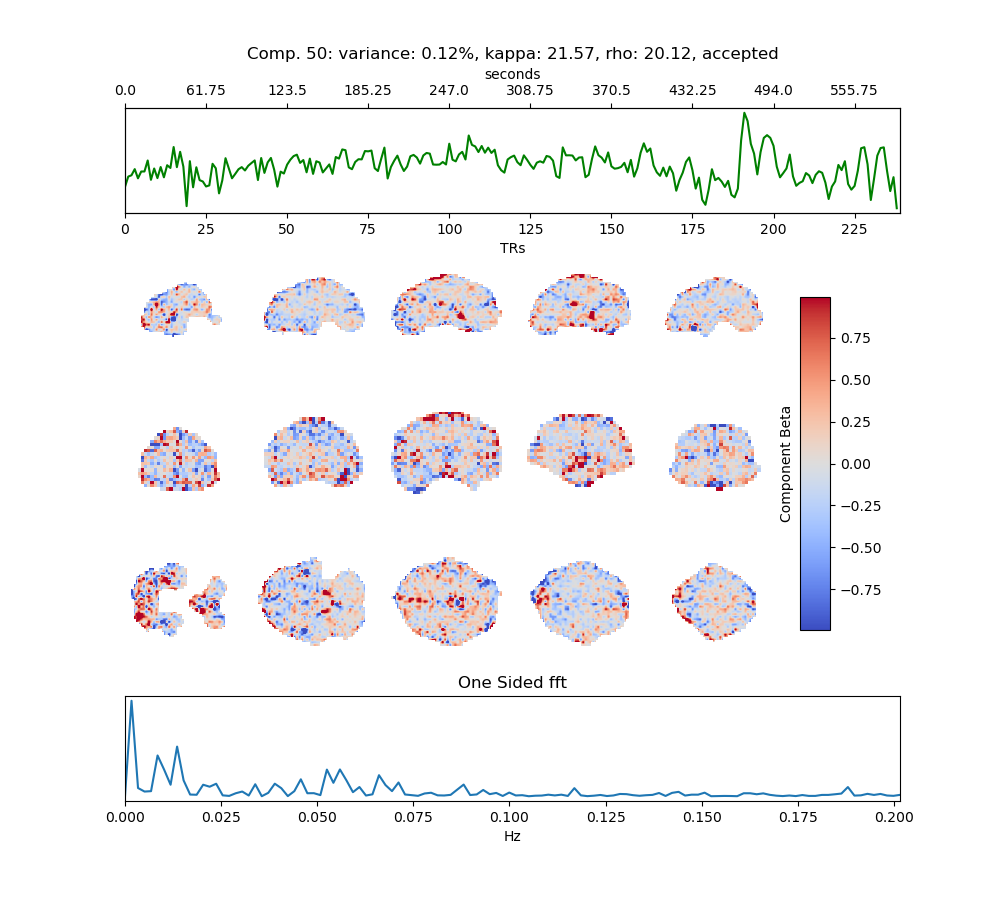 Comp. 50: variance: 0.12%, kappa: 21.57, rho: 20.12, accepted
seconds
0.0 61.75 123.5 185.25 247.0 308.75 370.5 432.25 494.0 555.75
0 25 50 75 100 125 150 175 200 225
TRs
0.75
0.50
0.25
0.00
−0.25
−0.50
−0.75
Component Beta
One Sided fft
0.000 0.025 0.050 0.075 0.100 0.125 0.150 0.175 0.200
Hz